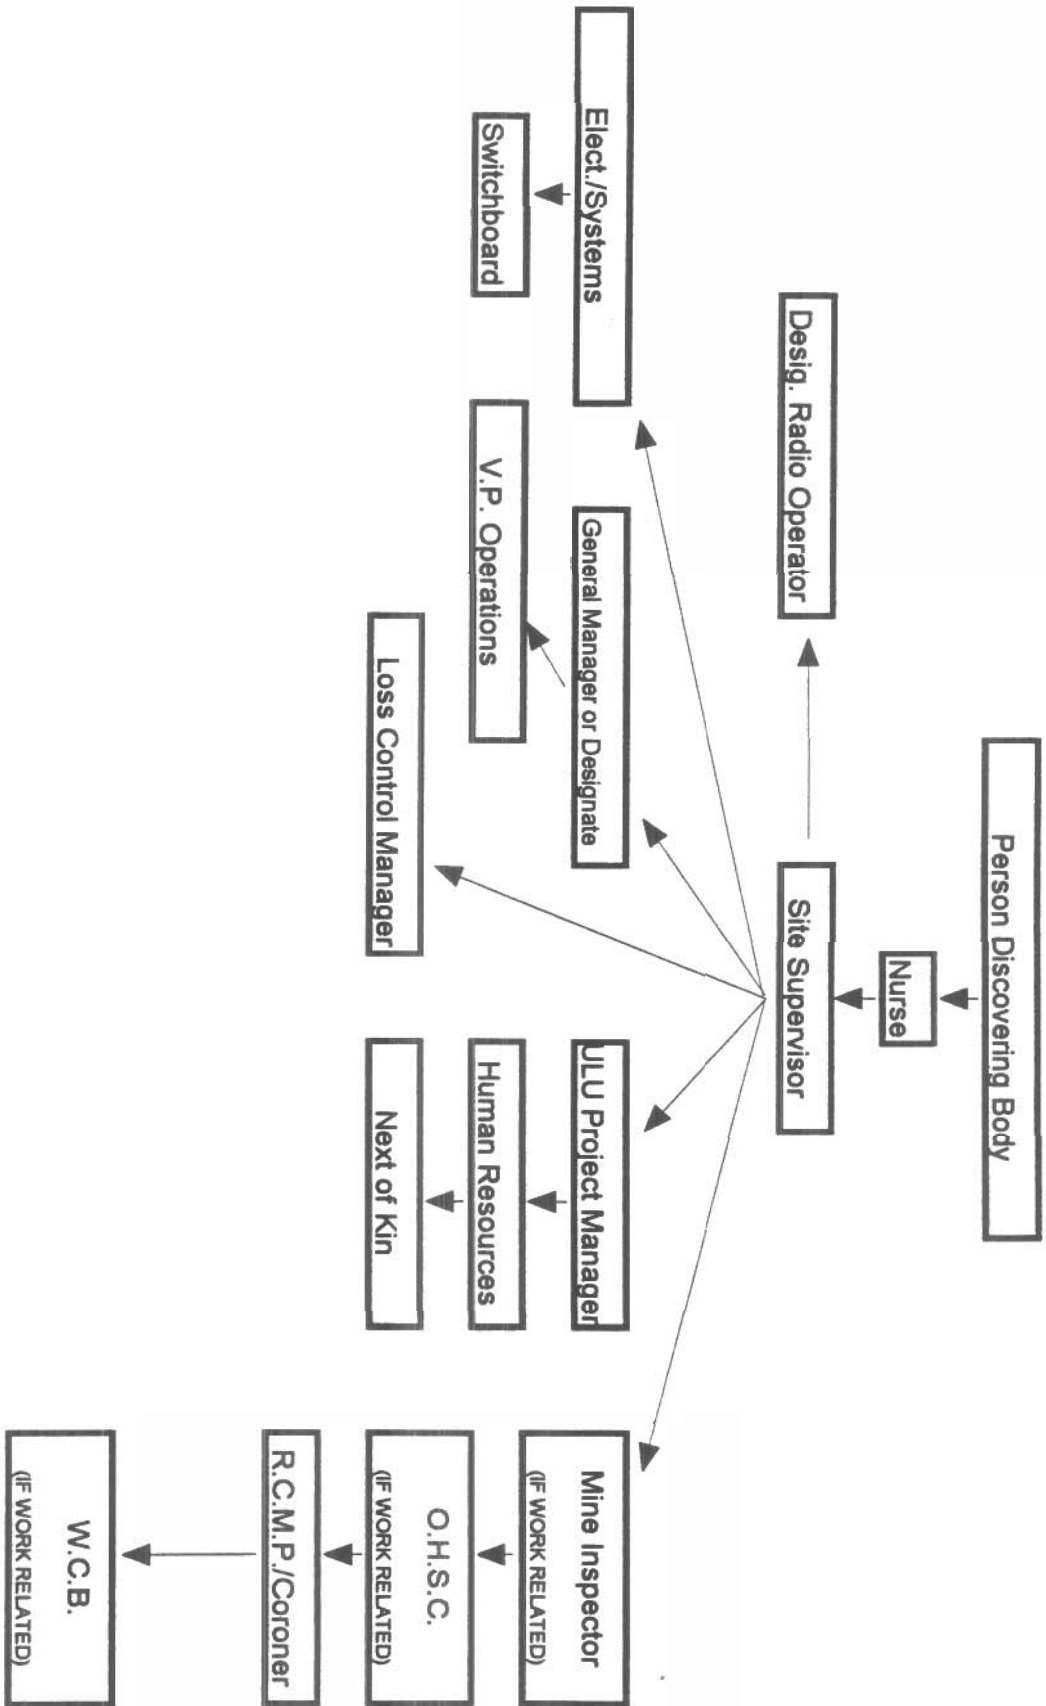 Person Discovering Body
Nurse
Desig. Radio Operator
Site Supervisor
Elect./Systems
General Manager or Designate
ULU Project Manager
Mine Inspector
(IF WORK RELATED)
Switchboard
V.P. Operations
Human Resources
O.H.S.C.
(IF WORK RELATED)
Loss Control Manager
Next of Kin
R.C.M.P./Coroner
W.C.B.
(IF WORK RELATED)